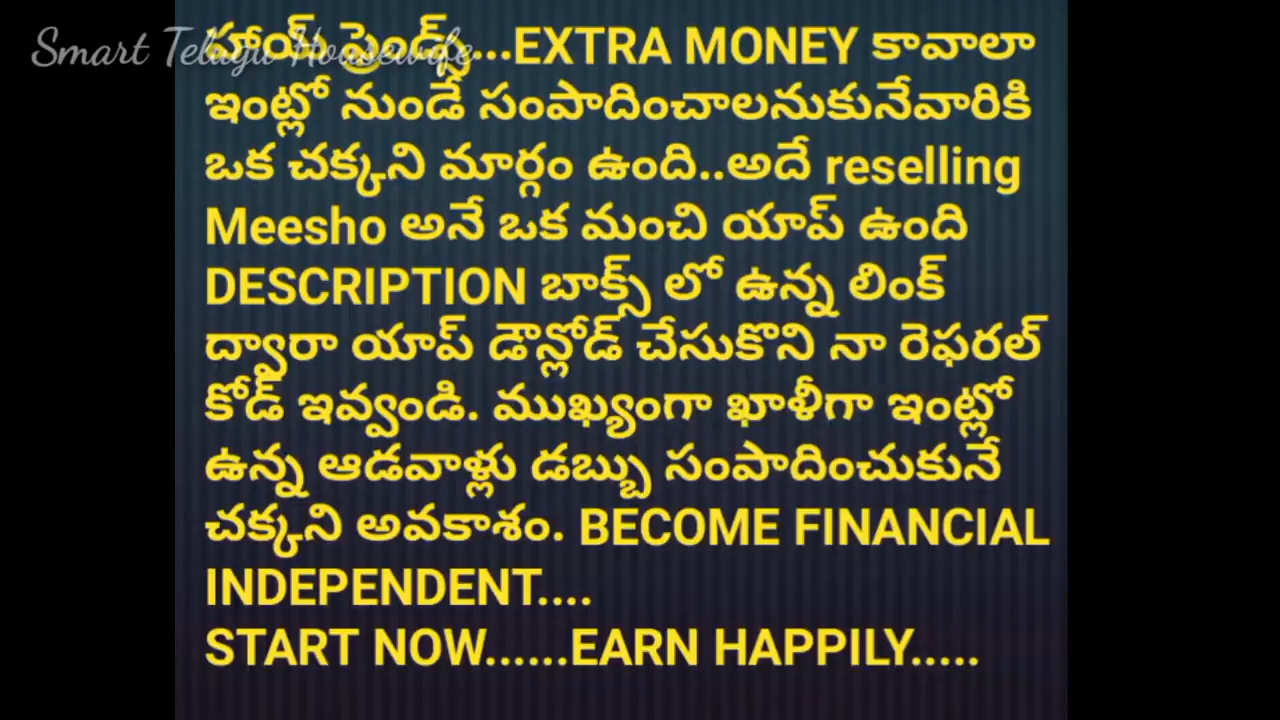 Smart Telugu Housewife
హాయ్ ఫ్రెండ్స్....EXTRA MONEY కావాలా
ఇంట్లో నుండే సంపాదించాలనుకునేవారికి
ఒక చక్కని మార్గం ఉంది..అదే reselling
Meesho అనే ఒక మంచి యాప్ ఉంది
DESCRIPTION బాక్స్ లో ఉన్న లింక్
ద్వారా యాప్ డౌన్లోడ్ చేసుకొని నా రెఫరల్
కోడ్ ఇవ్వండి. ముఖ్యంగా ఖాళీగా ఇంట్లో
ఉన్న ఆడవాళ్లు డబ్బు సంపాదించుకునే
చక్కని అవకాశం. BECOME FINANCIAL
INDEPENDENT....
START NOW......EARN HAPPILY.....